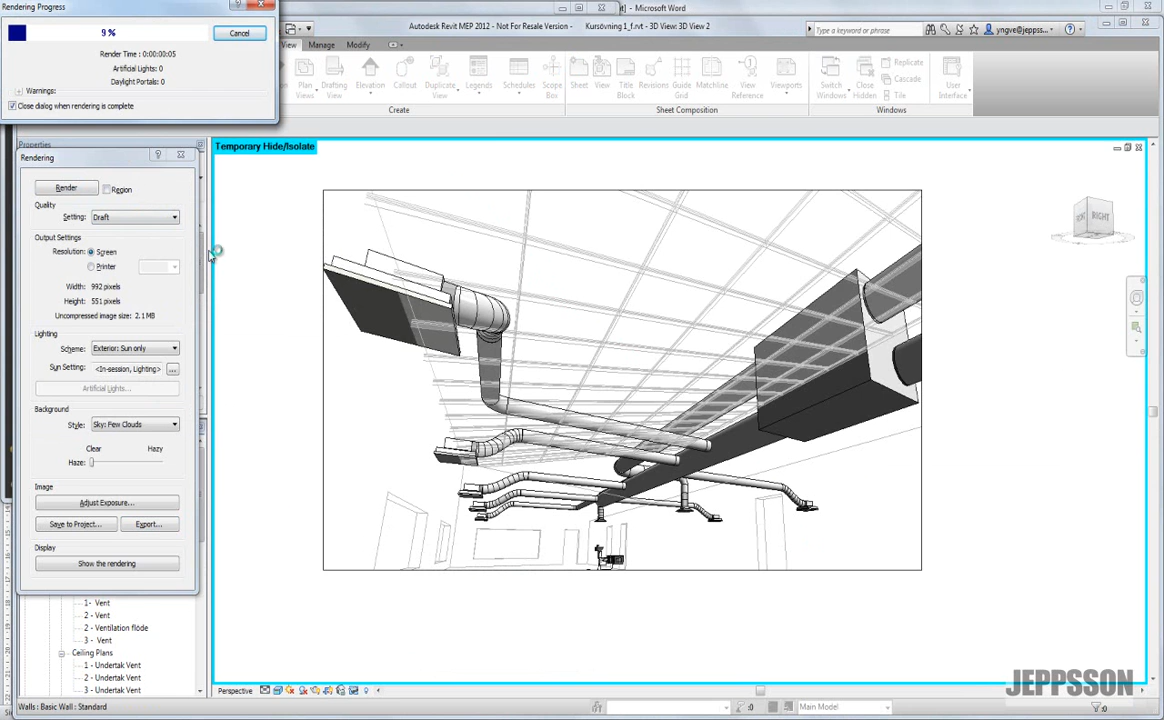 Rendering Progress
9 %
Cancel
Render Time : 0:00:00:05
Artificial Lights: 0
Daylight Portals: 0
Warnings:
Close dialog when rendering is complete
Microsoft Word
Autodesk Revit MEP 2012 - Not For Resale Version - Kursövning 1_f.rvt - 3D View: 3D View 2
Type a keyword or phrase
yngve@jeppss...
View Manage Modify
Plan Views
Drafting View
Elevation
Callout
Duplicate View
Legends
Schedules
Scope Box
Sheet
View
Title Block
Revisions
Guide Grid
Matchline
View Reference
Viewports
Switch Windows
Close Hidden
Replicate
Cascade
Tile
User Interface
Create
Sheet Composition
Windows
Properties
Temporary Hide/Isolate
Rendering
Render
Region
Quality
Setting: Draft
Output Settings
Resolution: Screen
Printer
Width: 992 pixels
Height: 551 pixels
Uncompressed image size: 2.1 MB
Lighting
Scheme: Exterior: Sun only
Sun Setting: <In-session, Lighting> ...
Artificial Lights...
Background
Style: Sky: Few Clouds
Clear Hazy
Haze:
Image
Adjust Exposure...
Save to Project... Export...
Display
Show the rendering
RIGHT
1- Vent
2 - Vent
2 - Ventilation flöde
3 - Vent
Ceiling Plans
1 - Undertak Vent
2 - Undertak Vent
3 - Undertak Vent
Perspective
Walls : Basic Wall : Standard
:0
Main Model
:0
JEPPSSON